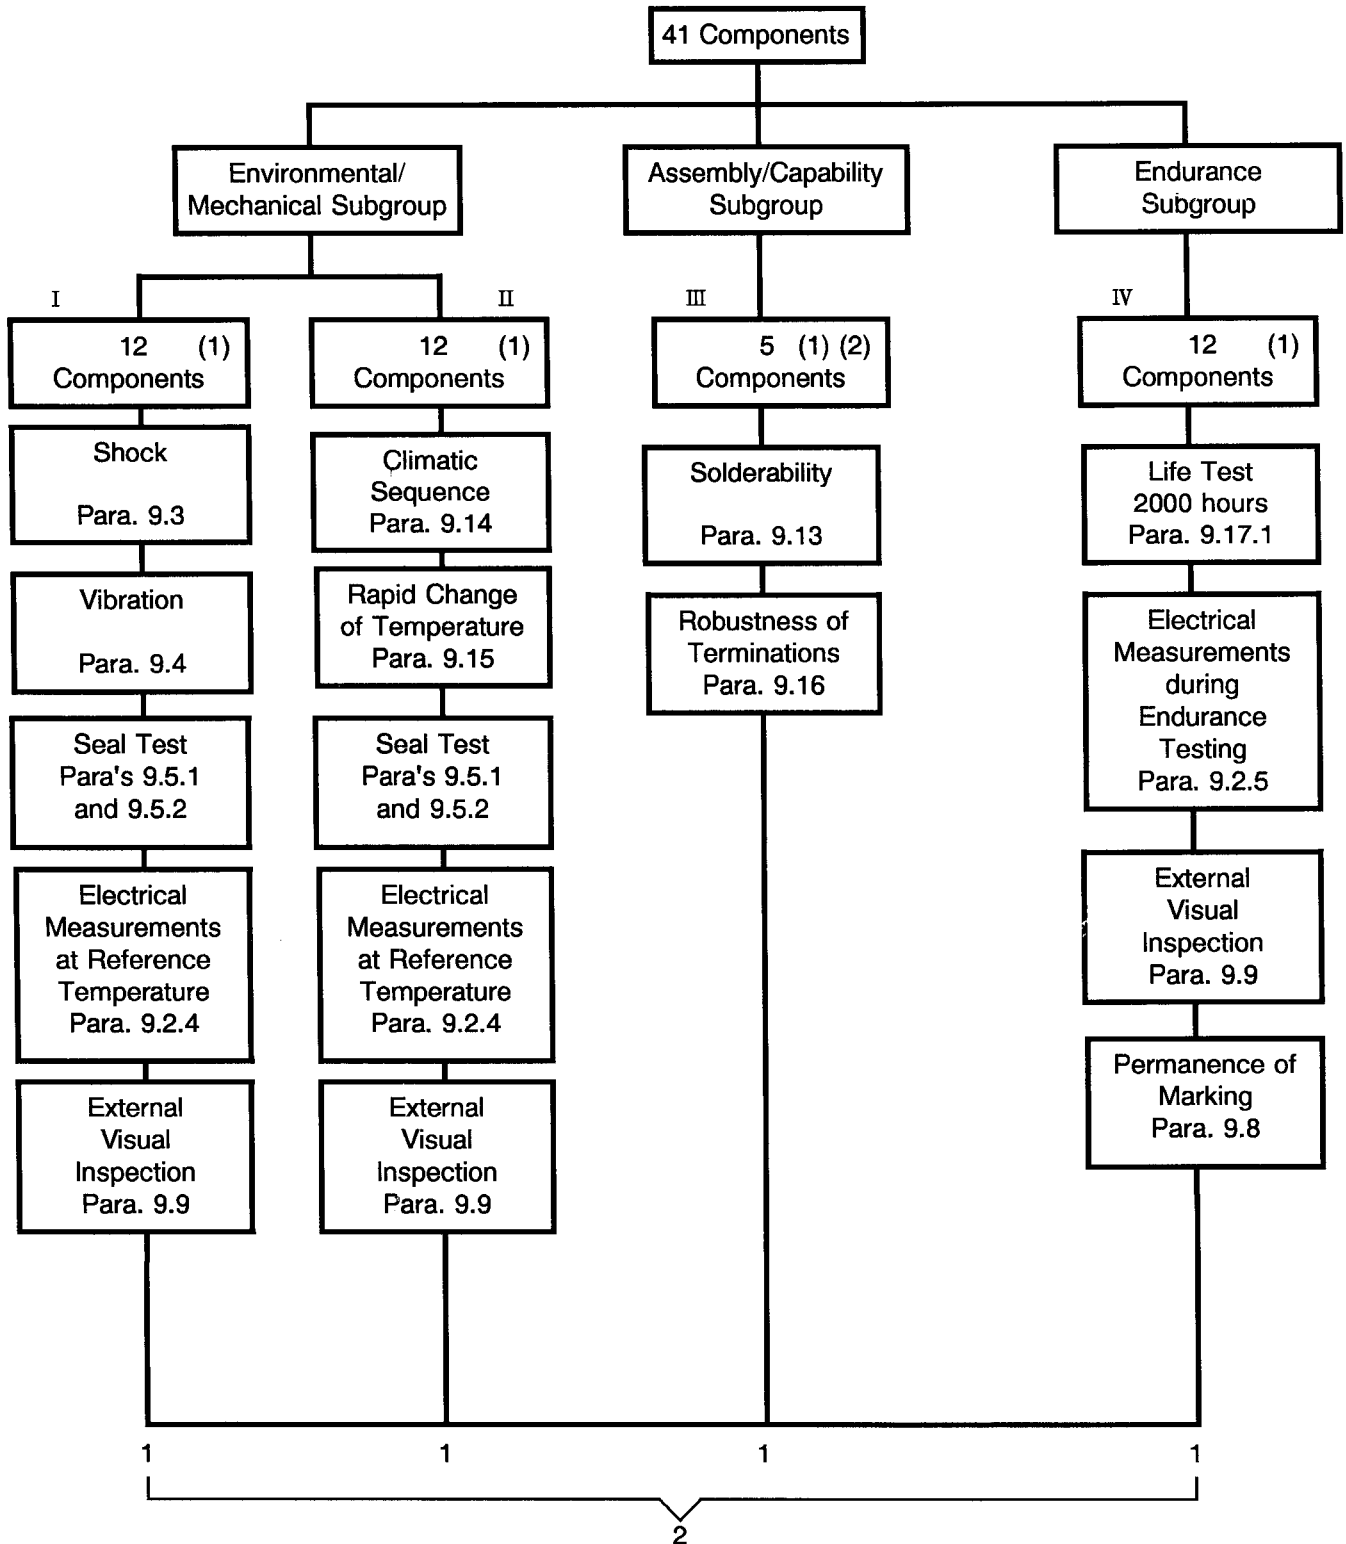 41 Components
Environmental/
Mechanical Subgroup
Assembly/Capability
Subgroup
Endurance
Subgroup
I
12 (1)
Components
Shock
Para. 9.3
Vibration
Para. 9.4
Seal Test
Para's 9.5.1
and 9.5.2
Electrical
Measurements
at Reference
Temperature
Para. 9.2.4
External
Visual
Inspection
Para. 9.9
II
12 (1)
Components
Climatic
Sequence
Para. 9.14
Rapid Change
of Temperature
Para. 9.15
Seal Test
Para's 9.5.1
and 9.5.2
Electrical
Measurements
at Reference
Temperature
Para. 9.2.4
External
Visual
Inspection
Para. 9.9
III
5 (1) (2)
Components
Solderability
Para. 9.13
Robustness of
Terminations
Para. 9.16
IV
12 (1)
Components
Life Test
2000 hours
Para. 9.17.1
Electrical
Measurements
during
Endurance
Testing
Para. 9.2.5
External
Visual
Inspection
Para. 9.9
Permanence of
Marking
Para. 9.8
1 1 1 1
2